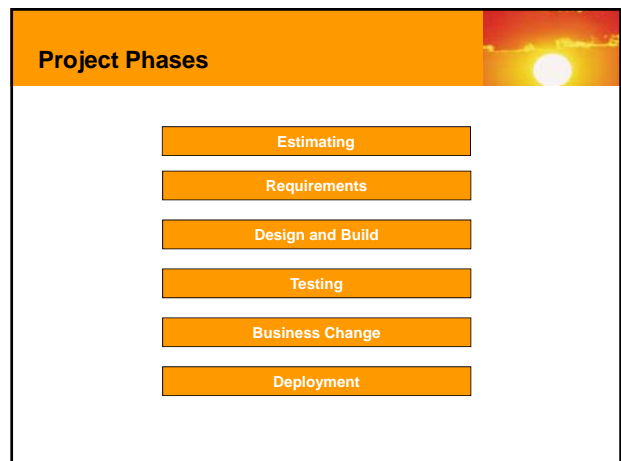 Project Phases
Estimating
Requirements
Design and Build
Testing
Business Change
Deployment